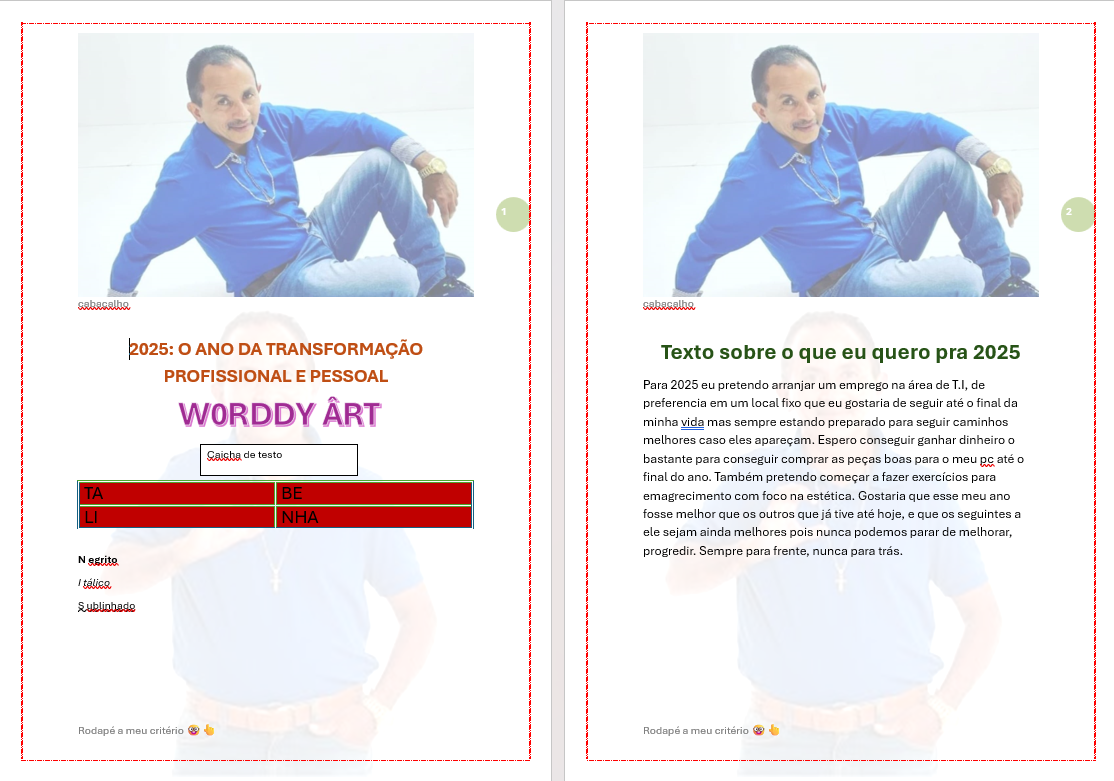 1
cabaçalho
2025: O ANO DA TRANSFORMAÇÃO
PROFISSIONAL E PESSOAL
W0RDDY ÂRT
Caicha de texto
TA BE
LI NHA
N egrito
I tálico
S ublinhado
Rodapé a meu critério 🤡👆
2
cabaçalho
Texto sobre o que eu quero pra 2025
Para 2025 eu pretendo arranjar um emprego na área de T.I, de
preferencia em um local fixo que eu gostaria de seguir até o final da
minha vida mas sempre estando preparado para seguir caminhos
melhores caso eles apareçam. Espero conseguir ganhar dinheiro o
bastante para conseguir comprar as peças boas para o meu pc até o
final do ano. Também pretendo começar a fazer exercícios para
emagrecimento com foco na estética. Gostaria que esse meu ano
fosse melhor que os outros que já tive até hoje, e que os seguintes a
ele sejam ainda melhores pois nunca podemos parar de melhorar,
progredir. Sempre para frente, nunca para trás.
Rodapé a meu critério 🤡👆